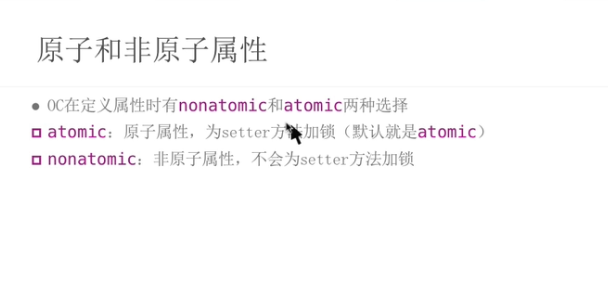 原子和非原子属性
OC在定义属性时有nonatomic和atomic两种选择
atomic：原子属性，为setter方法加锁（默认就是atomic）
nonatomic：非原子属性，不会为setter方法加锁